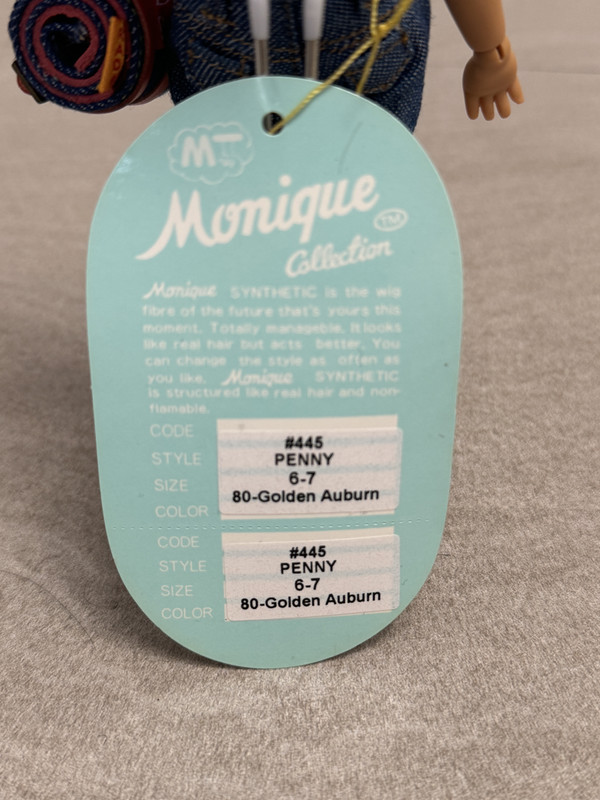 MT
Monique
TM
Collection
Monique SYNTHETIC is the wig
fibre of the future that's yours this
moment. Totally manageable. It looks
like real hair but acts better. You
can change the style as often as
you like. Monique SYNTHETIC
is structured like real hair and non-
flamable.
CODE #445
STYLE PENNY
SIZE 6-7
COLOR 80-Golden Auburn
CODE #445
STYLE PENNY
SIZE 6-7
COLOR 80-Golden Auburn